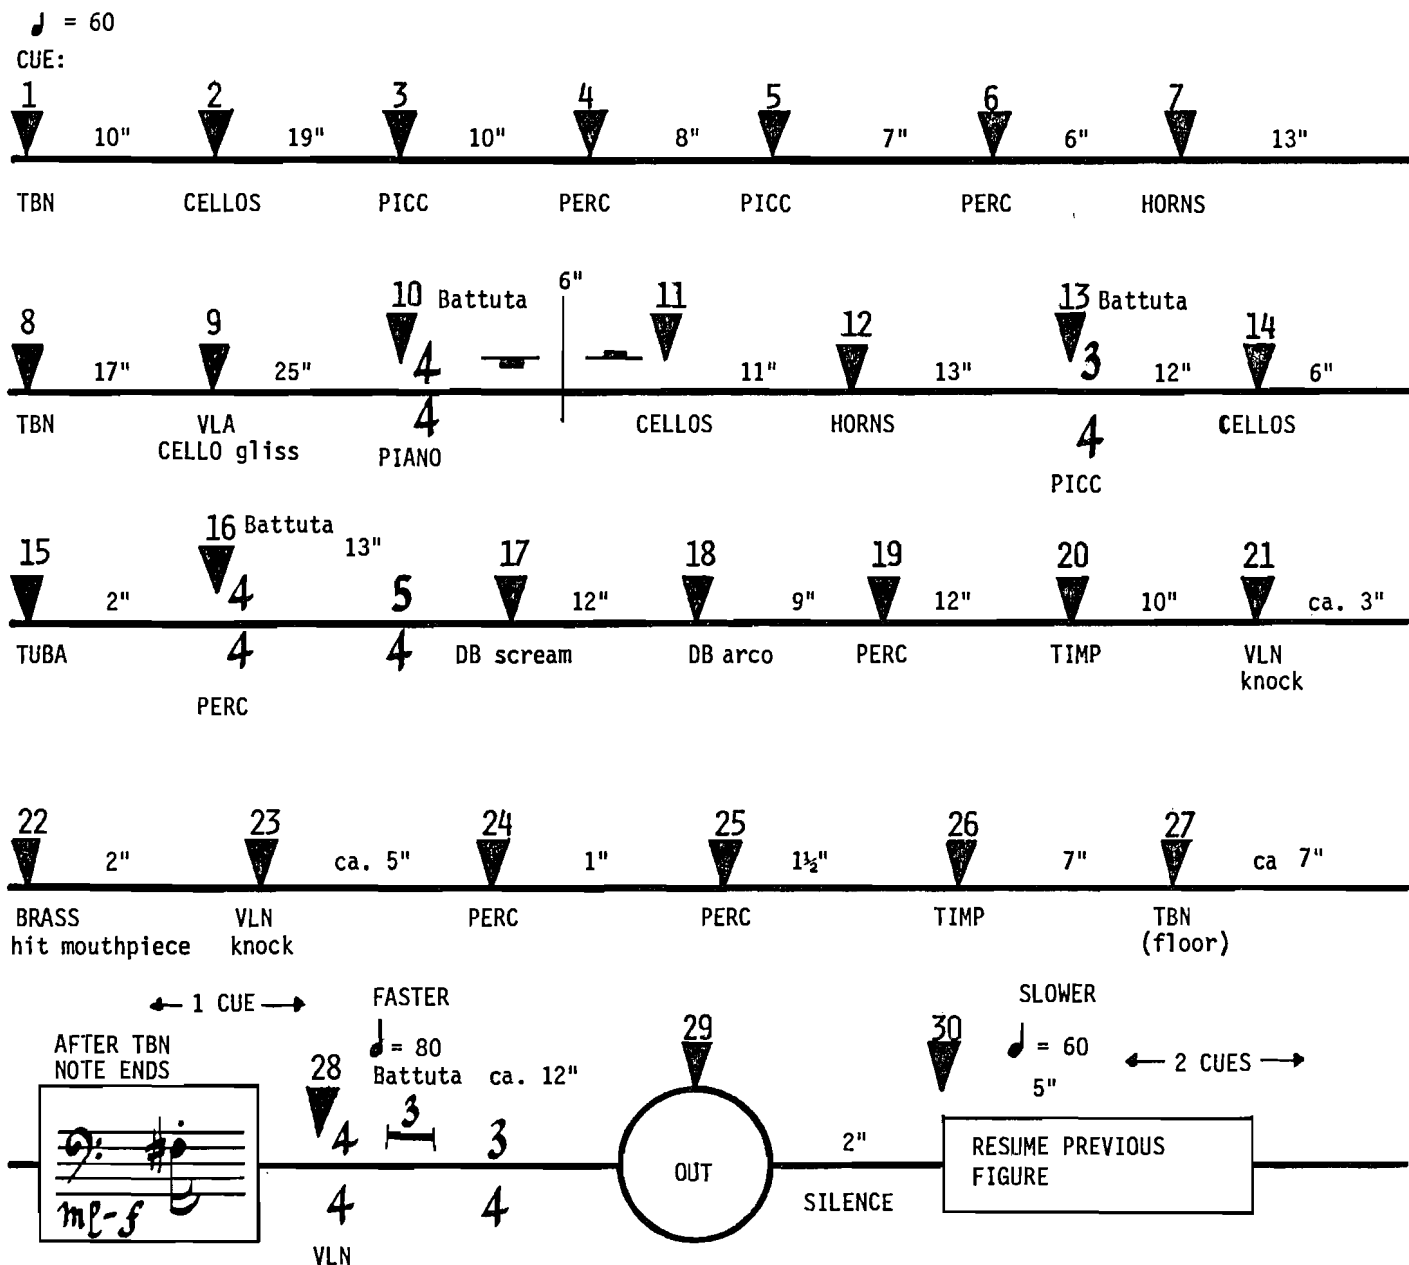 ♩ = 60
CUE:
1 2 3 4 5 6 7
10" 19" 10" 8" 7" 6" 13"
TBN CELLOS PICC PERC PICC PERC HORNS
6"
10 Battuta 11 13 Battuta
8 9 12 14
17" 25" 4 11" 13" 3 12" 6"
4 4
TBN VLA CELLOS HORNS CELLOS
CELLO gliss PIANO
PICC
16 Battuta 13"
15 17 18 19 20 21
2" 4 5 12" 9" 12" 10" ca. 3"
4 4
TUBA DB scream DB arco PERC TIMP VLN
knock
PERC
22 23 24 25 26 27
2" ca. 5" 1" 1½" 7" ca 7"
BRASS VLN PERC PERC TIMP TBN
hit mouthpiece knock (floor)
1 CUE FASTER SLOWER
AFTER TBN ♩ = 80 29 30 ♩ = 60 2 CUES
NOTE ENDS 28 Battuta ca. 12" 5"
4 3 3 2" RESUME PREVIOUS
OUT FIGURE
mp-f 4 4 SILENCE
VLN